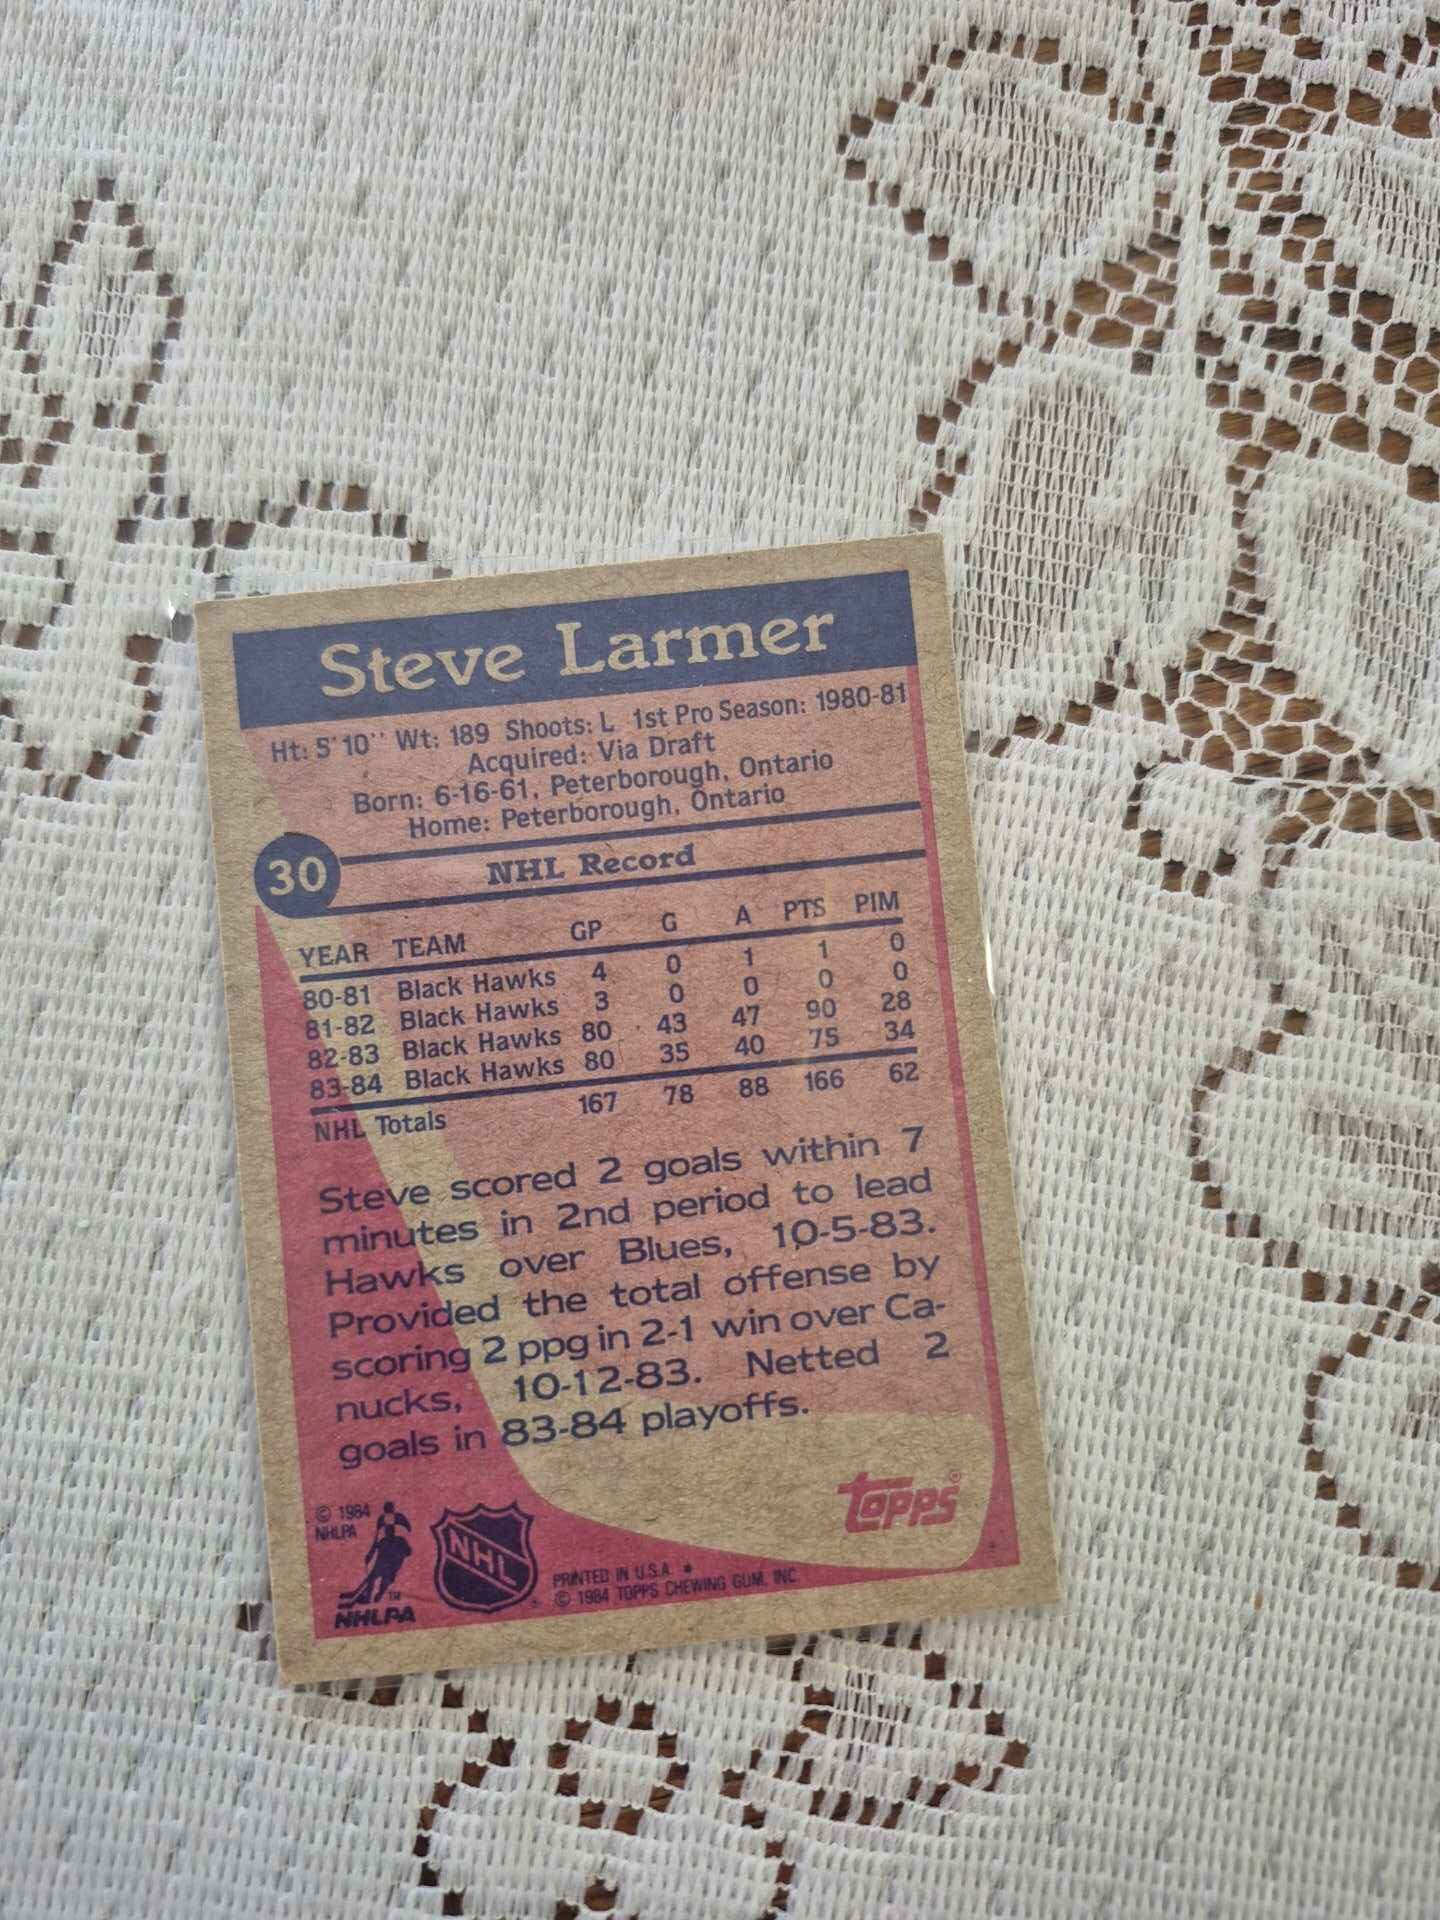 Steve Larmer
Ht: 5'10'' Wt: 189 Shoots: L 1st Pro Season: 1980-81
Acquired: Via Draft
Born: 6-16-61, Peterborough, Ontario
Home: Peterborough, Ontario
30 NHL Record
YEAR TEAM GP G A PTS PIM
80-81 Black Hawks 4 0 1 1 0
81-82 Black Hawks 3 0 0 0 0
82-83 Black Hawks 80 43 47 90 28
83-84 Black Hawks 80 35 40 75 34
NHL Totals 167 78 88 166 62
Steve scored 2 goals within 7
minutes in 2nd period to lead
Hawks over Blues, 10-5-83.
Provided the total offense by
scoring 2 ppg in 2-1 win over Ca-
nucks, 10-12-83. Netted 2
goals in 83-84 playoffs.
topps®
© 1984
NHLPA
TM
NHLPA
NHL
PRINTED IN U.S.A. *
© 1984 TOPPS CHEWING GUM, INC.